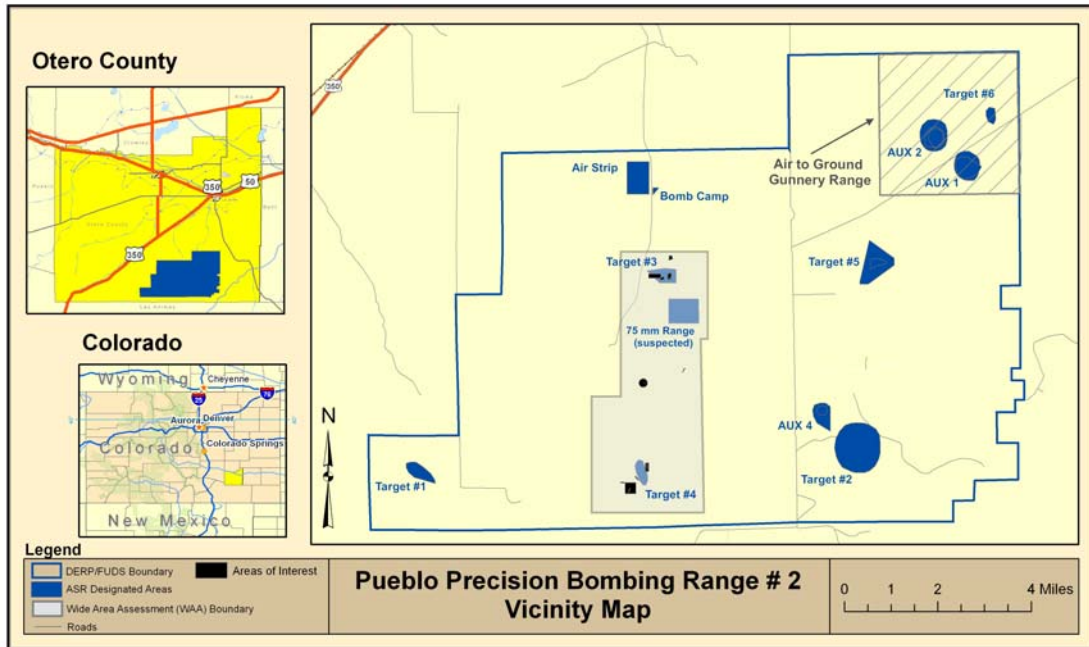 Otero County
350
50
350
Colorado
Wyoming
Cheyenne
25
76
Aurora
Denver
Colorado
Colorado Springs
New Mexico
350
Target #6
AUX 2
Air to Ground
Gunnery Range
AUX 1
Air Strip
Bomb Camp
Target #3
Target #5
75 mm Range
(suspected)
AUX 4
N
Target #1
Target #2
Target #4
Legend
DERP/FUDS Boundary
Areas of Interest
ASR Designated Areas
Wide Area Assessment (WAA) Boundary
Roads
Pueblo Precision Bombing Range # 2
Vicinity Map
0 1 2 4 Miles